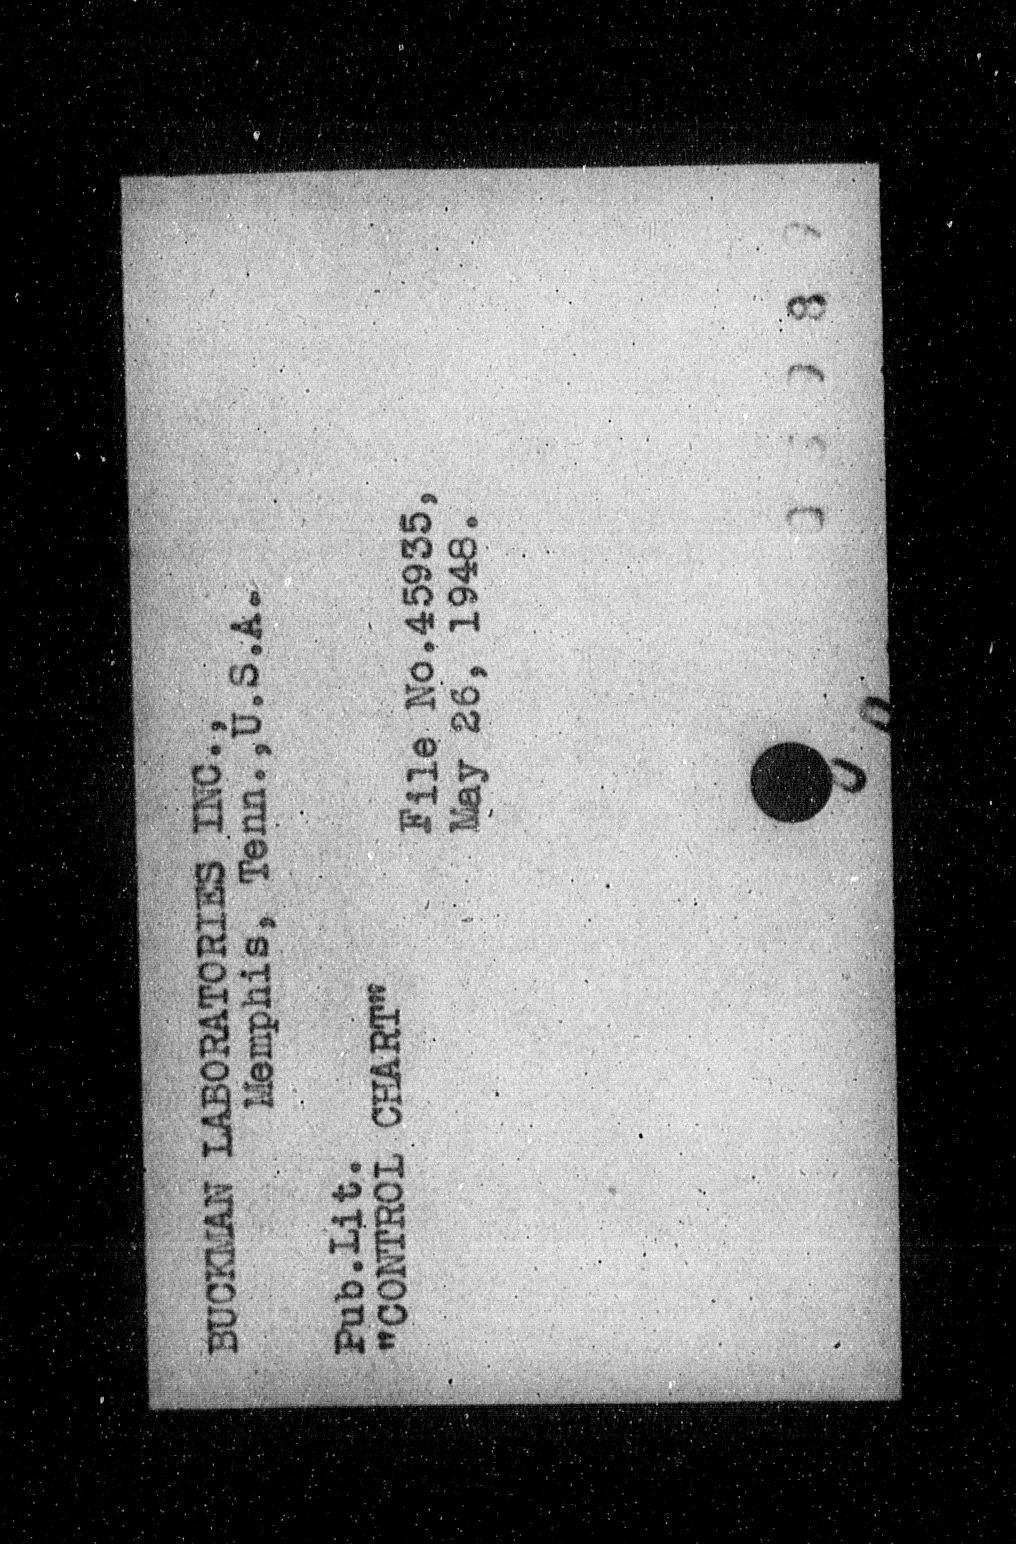 BUCKMAN LABORATORIES INC.,
Memphis, Tenn.,U.S.A.
Pub.Lit.
"CONTROL CHART"
File No.45935,
May 26, 1948.